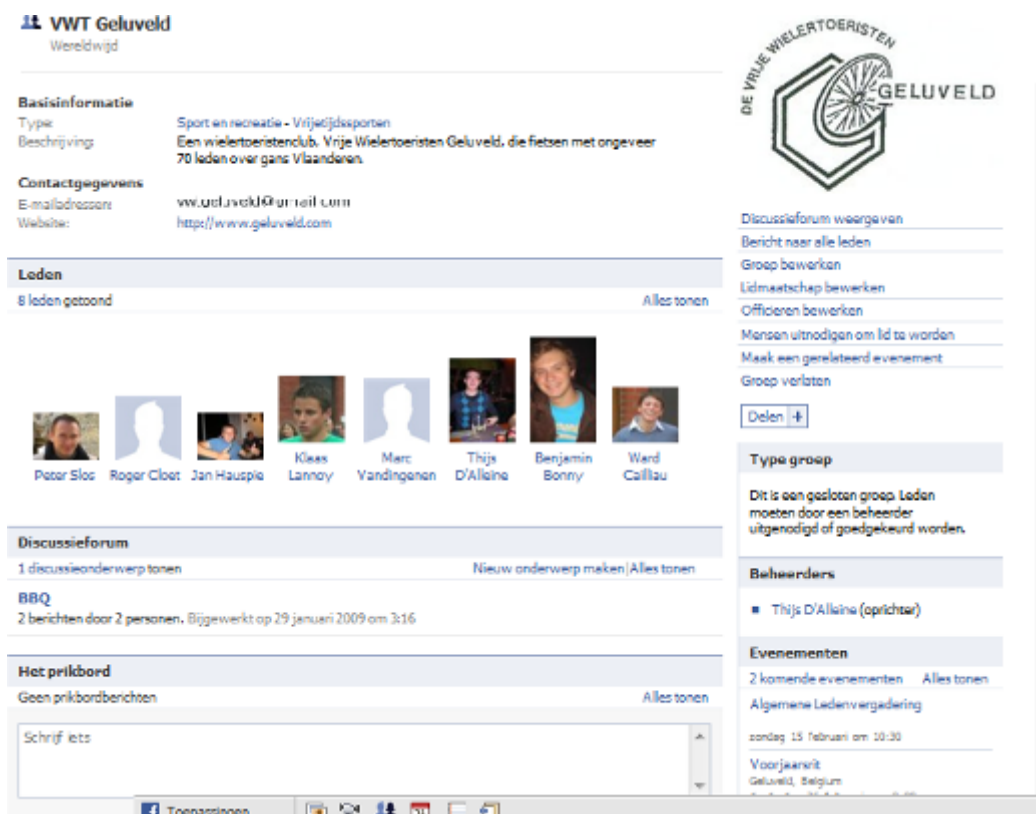 VWT Geluveld
Wereldwijd
Basisinformatie
Type: Sport en recreatie - Vrijetijdssporten
Beschrijving: Een wielertoeristenclub, Vrije Wielertoeristen Geluveld, die fietsen met ongeveer
70 leden over gans Vlaanderen.
Contactgegevens
E-mailadressen:
Website: http://www.geluveld.com
Leden
8 leden getoond Alles tonen
Peter Slos Roger Cloet Jan Hauspie Klaas Lannoy Marc Vandingenen Thijs D'Alleine Benjamin Bonny Ward Cailliau
Discussieforum
1 discussieonderwerp tonen Nieuw onderwerp maken|Alles tonen
BBQ
2 berichten door 2 personen. Bijgewerkt op 29 januari 2009 om 3:16
Het prikbord
Geen prikbordberichten Alles tonen
Schrijf iets
DE VRIJE WIELERTOERISTEN
GELUVELD
Discussieforum weergeven
Bericht naar alle leden
Groep bewerken
Lidmaatschap bewerken
Officieren bewerken
Mensen uitnodigen om lid te worden
Maak een gerelateerd evenement
Groep verlaten
Delen +
Type groep
Dit is een gesloten groep. Leden
moeten door een beheerder
uitgenodigd of goedgekeurd worden.
Beheerders
Thijs D'Alleine (oprichter)
Evenementen
2 komende evenementen Alles tonen
Algemene Ledenvergadering
zondag 15 februari om 10:30
Voorjaarsrit
Geluveld, Belgium
Toepassingen